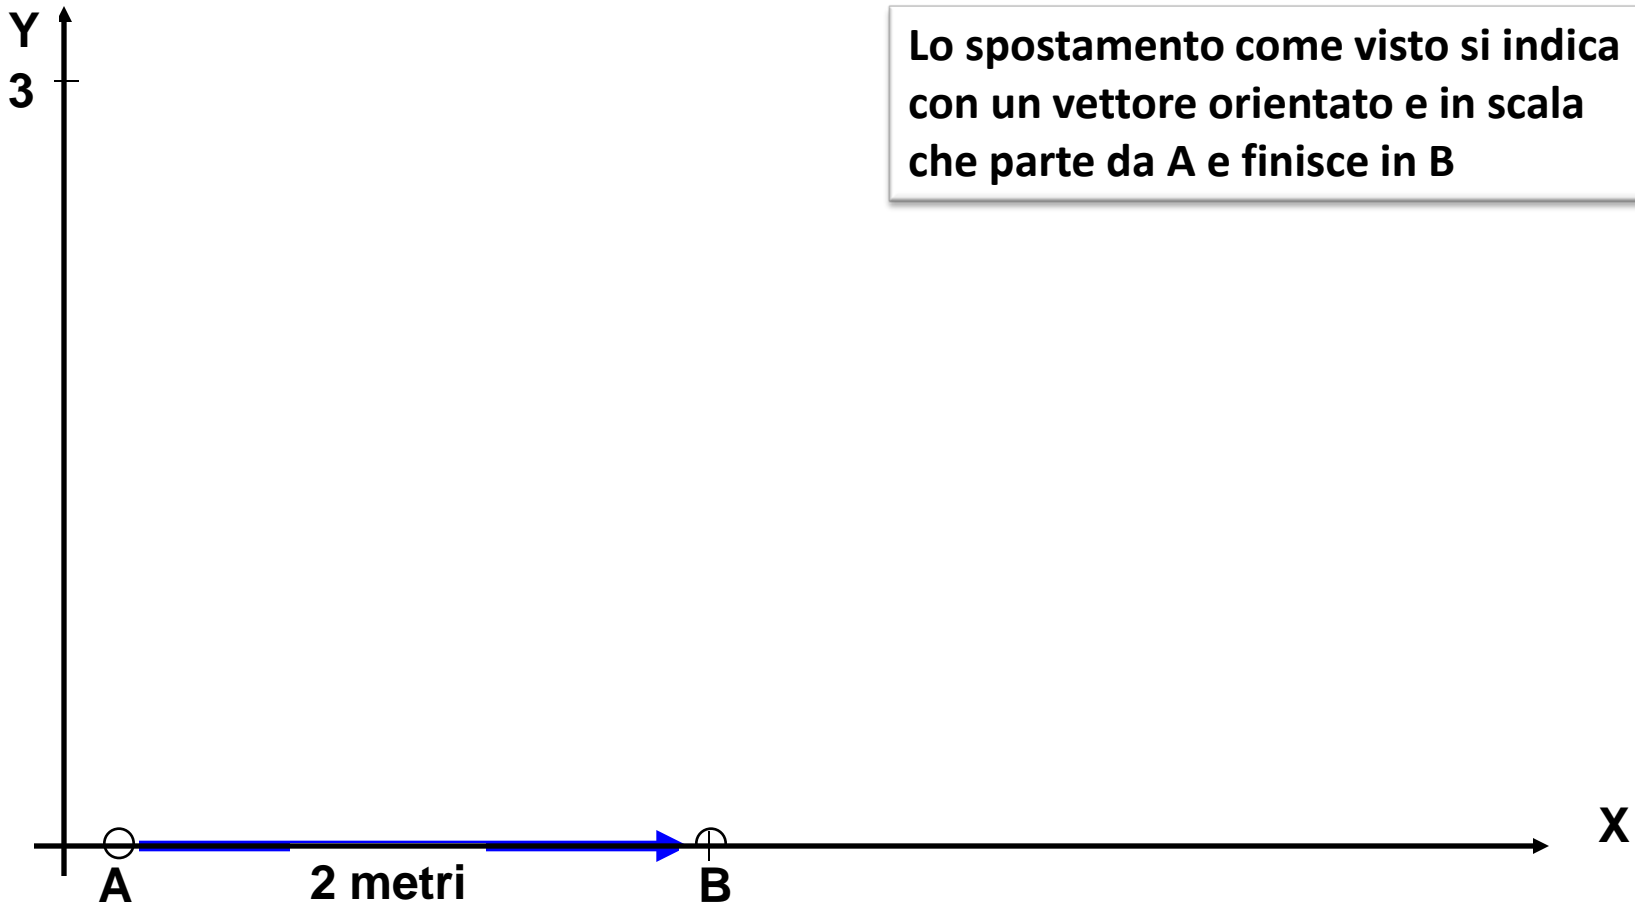 Y
3
Lo spostamento come visto si indica
con un vettore orientato e in scala
che parte da A e finisce in B
X
A
2 metri
B